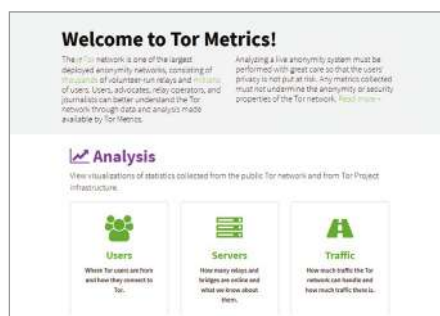 Welcome to Tor Metrics!
The Tor network is one of the largest
deployed anonymity networks, consisting of
thousands of volunteer-run relays and millions
of users. Users, advocates, relay operators, and
journalists can better understand the Tor
network through data and analysis made
available by Tor Metrics.
Analyzing a live anonymity system must be
performed with great care so that the users'
privacy is not put at risk. Any metrics collected
must not undermine the anonymity or security
properties of the Tor network. Read more »
Analysis
View visualizations of statistics collected from the public Tor network and from Tor Project
infrastructure.
Users
Where Tor users are from
and how they connect to
Tor.
Servers
How many relays and
bridges are online and
what we know about
them.
Traffic
How much traffic the Tor
network can handle and
how much traffic there is.